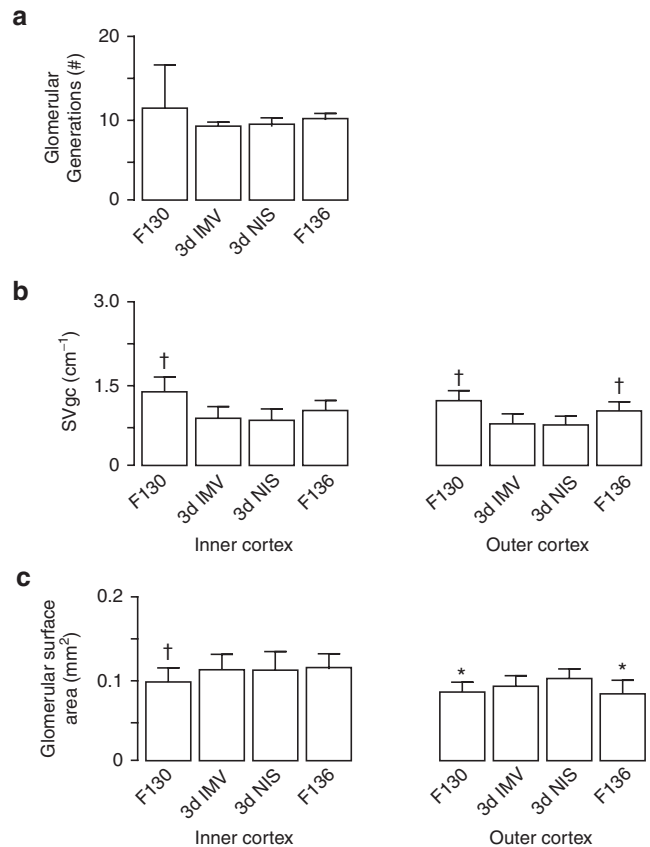 a
Glomerular
Generations (#)
20
10
0
F130
3d IMV
3d NIS
F136
b
SVgc (cm⁻¹)
3.0
1.5
0
†
†
†
F130
3d IMV
3d NIS
F136
F130
3d IMV
3d NIS
F136
Inner cortex
Outer cortex
c
Glomerular surface
area (mm²)
0.2
0.1
0
†
*
*
F130
3d IMV
3d NIS
F136
F130
3d IMV
3d NIS
F136
Inner cortex
Outer cortex